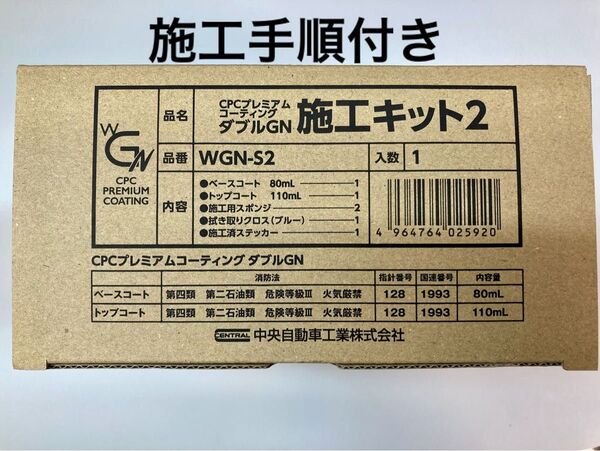 施工手順付き
WGN
CPC
PREMIUM
COATING
品名 CPCプレミアム
コーティング
ダブルGN 施工キット2
品番 WGN-S2 入数 1
内容
●ベースコート 80mL 1
●トップコート 110mL 1
●施工用スポンジ 2
●拭き取りクロス(ブルー) 1
●施工済ステッカー 1
4 964764 025920
CPCプレミアムコーティング ダブルGN
消防法 指針番号 国連番号 内容量
ベースコート 第四類 第二石油類 危険等級Ⅲ 火気厳禁 128 1993 80mL
トップコート 第四類 第二石油類 危険等級Ⅲ 火気厳禁 128 1993 110mL
CENTRAL 中央自動車工業株式会社